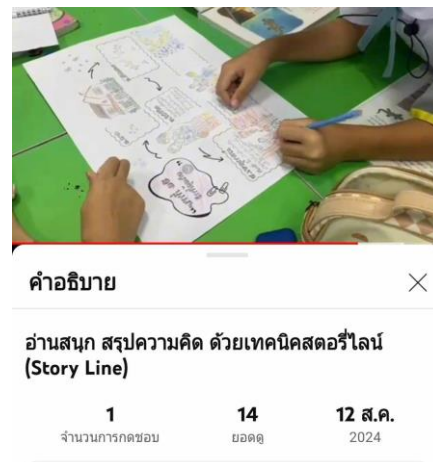 คำอธิบาย
อ่านสนุก สรุปความคิด ด้วยเทคนิคสตอรี่ไลน์
(Story Line)
1 14 12 ส.ค.
จำนวนการกดชอบ ยอดดู 2024